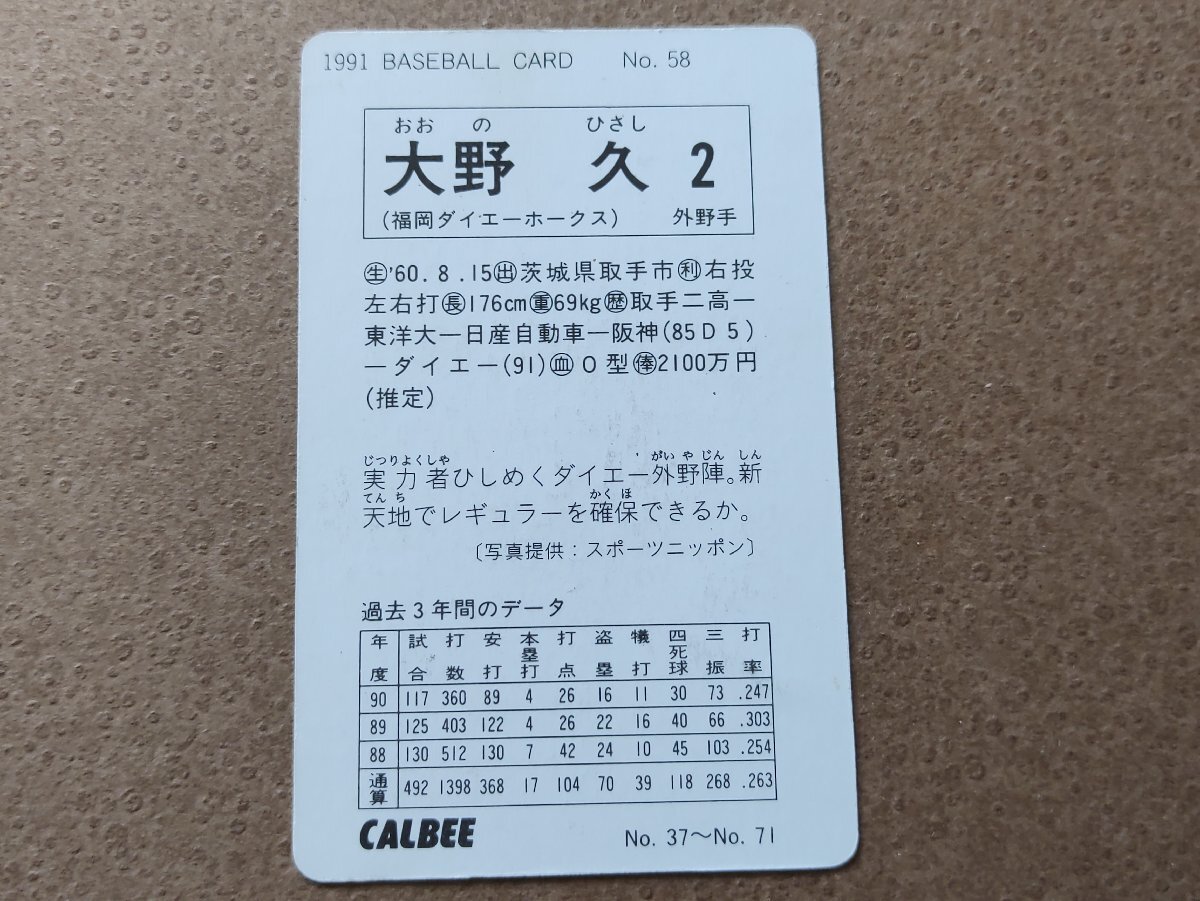 1991 BASEBALL CARD No. 58
おお の ひさし
大野 久 2
(福岡ダイエーホークス) 外野手
㊤'60.8.15㊤茨城県取手市㊤右投
左右打㊤176cm㊤69kg㊤取手二高一
東洋大一日産自動車一阪神(85D5)
一ダイエー(91)㊤O型㊤2100万円
(推定)
じつりよくしや がいやじん しん
実力者ひしめくダイエー外野陣。新
てんち かくほ
天地でレギュラーを確保できるか。
〔写真提供:スポーツニッポン〕
過去3年間のデータ
年度 試合 打数 安打 本塁打 打点 盗塁 犠打 四死球 三振 打率
90 117 360 89 4 26 16 11 30 73 .247
89 125 403 122 4 26 22 16 40 66 .303
88 130 512 130 7 42 24 10 45 103 .254
通算 492 1398 368 17 104 70 39 118 268 .263
CALBEE No. 37〜No. 71